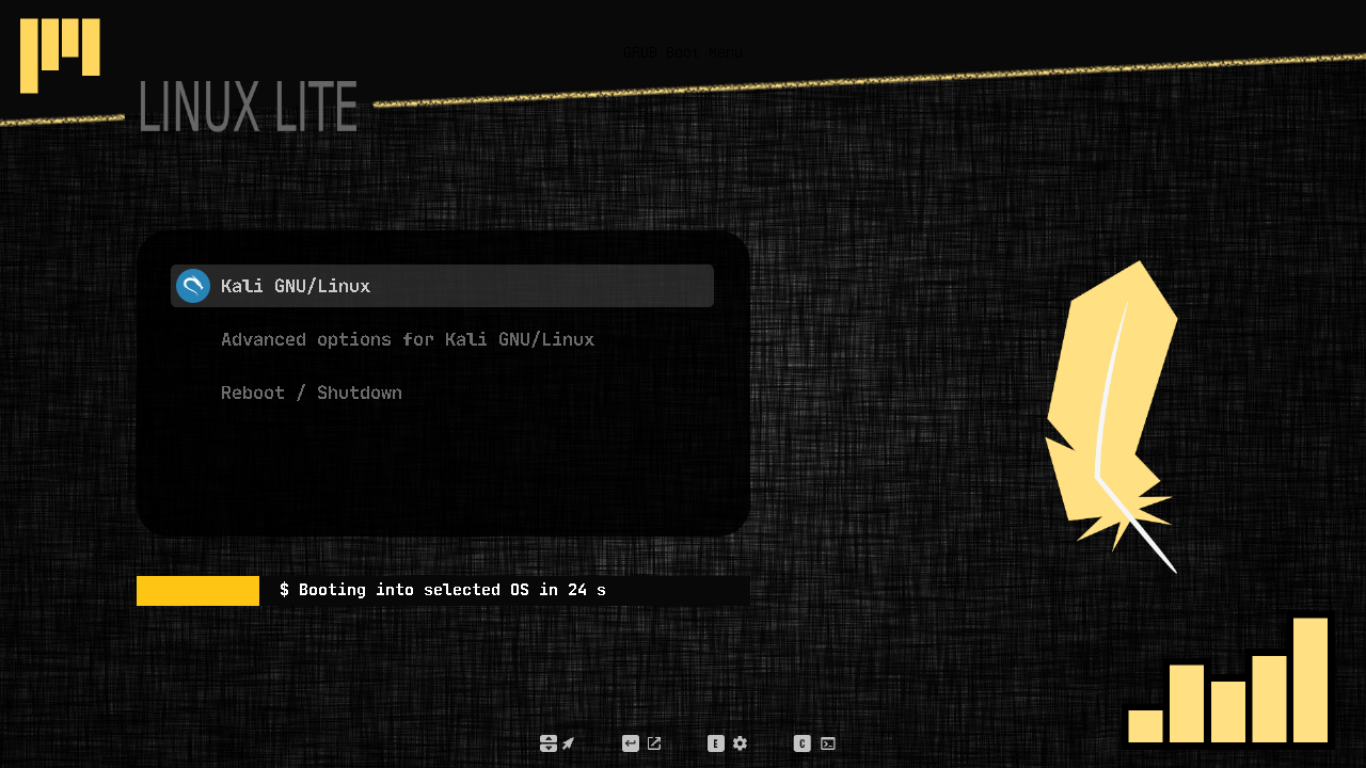 GRUB Boot Menu
LINUX LITE
Kali GNU/Linux
Advanced options for Kali GNU/Linux
Reboot / Shutdown
$ Booting into selected OS in 24 s
E
C